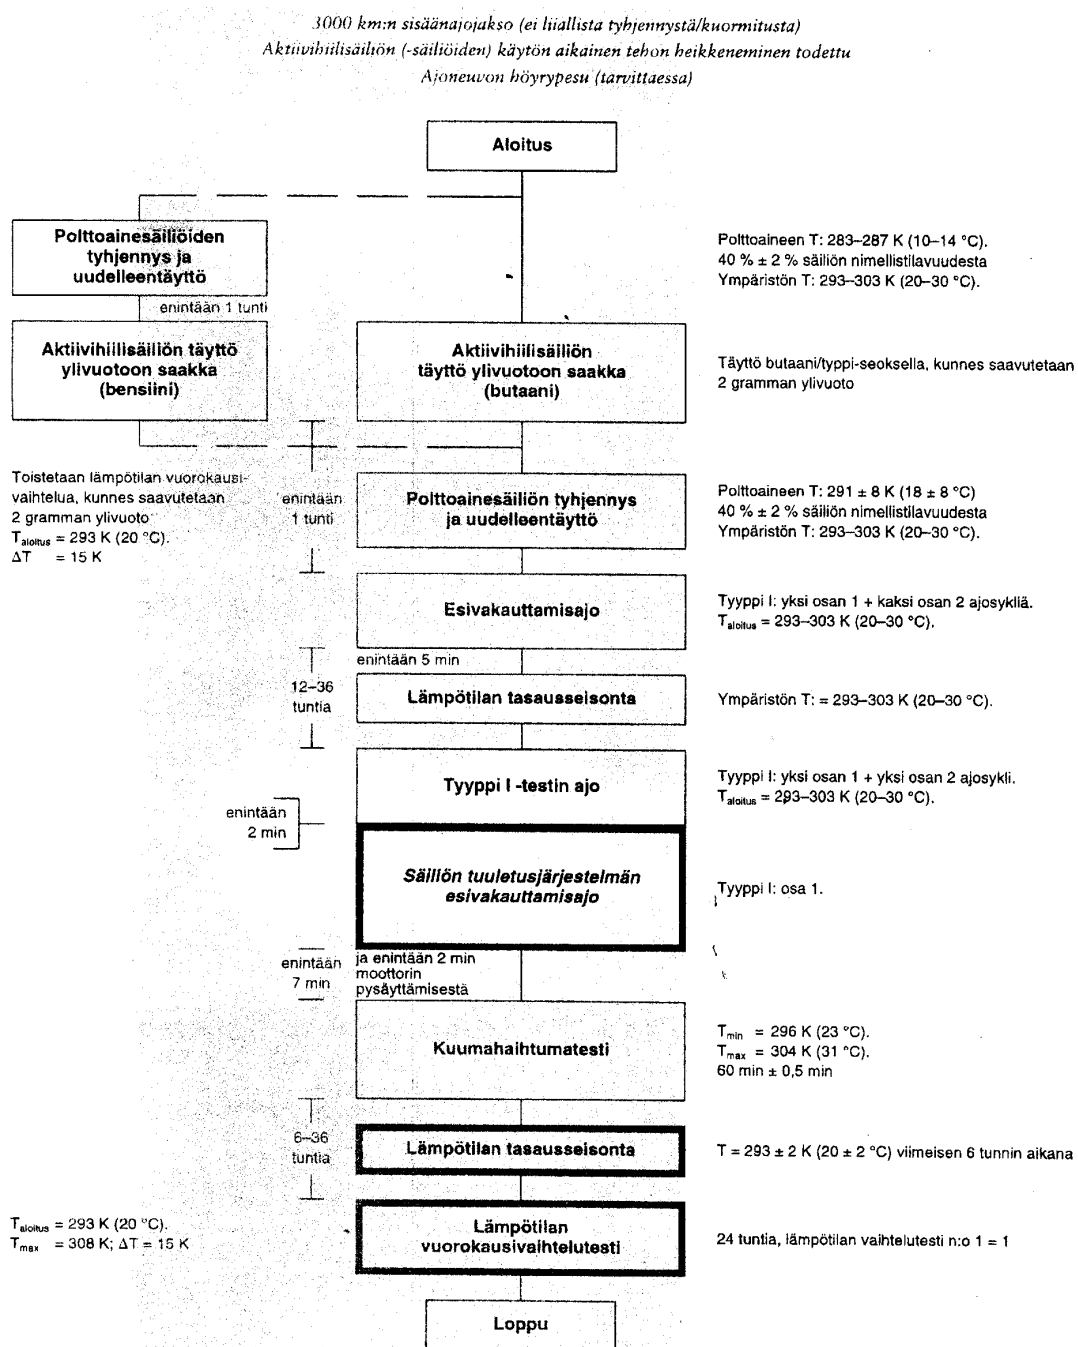 3000 km:n sisäänajojakso (ei liiallista tyhjennystä/kuormitusta)
Aktiivihiilisäiliön (-säiliöiden) käytön aikainen tehon heikkeneminen todettu
Ajoneuvon höyrypesu (tarvittaessa)
Aloitus
Polttoainesäiliöiden
tyhjennys ja
uudelleentäyttö
Polttoaineen T: 283–287 K (10–14 °C).
40 % ± 2 % säiliön nimellistilavuudesta
Ympäristön T: 293–303 K (20–30 °C).
enintään 1 tunti
Aktiivihiilisäiliön täyttö
ylivuotoon saakka
(bensiini)
Aktiivihiilisäiliön
täyttö ylivuotoon saakka
(butaani)
Täyttö butaani/typpi-seoksella, kunnes saavutetaan
2 gramman ylivuoto
Toistetaan lämpötilan vuorokausi-
vaihtelua, kunnes saavutetaan
2 gramman ylivuoto
Taloitus = 293 K (20 °C).
ΔT = 15 K
enintään
1 tunti
Polttoainesäiliön tyhjennys
ja uudelleentäyttö
Polttoaineen T: 291 ± 8 K (18 ± 8 °C)
40 % ± 2 % säiliön nimellistilavuudesta
Ympäristön T: 293–303 K (20–30 °C).
Esivakauttamisajo
Tyyppi I: yksi osan 1 + kaksi osan 2 ajosykliä.
Taloitus = 293–303 K (20–30 °C).
enintään 5 min
12–36
tuntia
Lämpötilan tasausseisonta
Ympäristön T: = 293–303 K (20–30 °C).
Tyyppi I -testin ajo
Tyyppi I: yksi osan 1 + yksi osan 2 ajosykli.
Taloitus = 293–303 K (20–30 °C).
enintään
2 min
Säiliön tuuletusjärjestelmän
esivakauttamisajo
Tyyppi I: osa 1.
enintään
7 min
ja enintään 2 min
moottorin
pysäyttämisestä
Kuumahaihtumatesti
Tmin = 296 K (23 °C).
Tmax = 304 K (31 °C).
60 min ± 0,5 min
6–36
tuntia
Lämpötilan tasausseisonta
T = 293 ± 2 K (20 ± 2 °C) viimeisen 6 tunnin aikana
Taloitus = 293 K (20 °C).
Tmax = 308 K; ΔT = 15 K
Lämpötilan
vuorokausivaihtelutesti
24 tuntia, lämpötilan vaihtelutesti n:o 1 = 1
Loppu